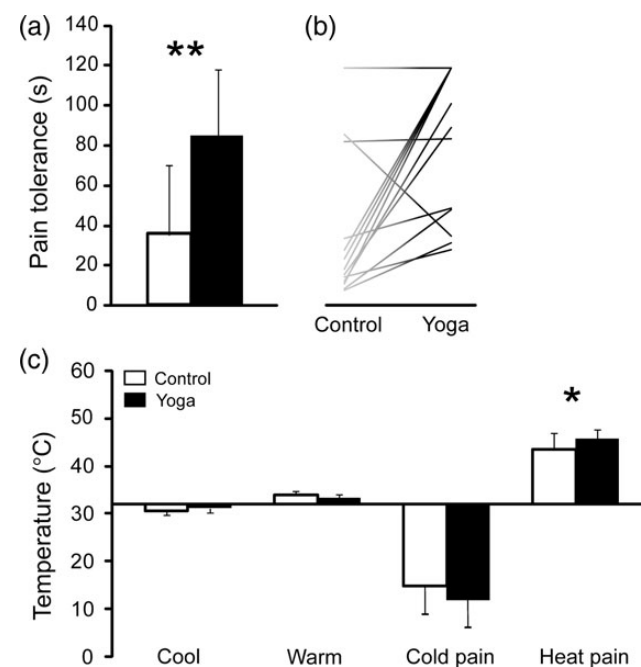 (a)
140
120
100
80
60
40
20
0
Pain tolerance (s)
**
(b)
Control Yoga
(c)
60
50
40
30
20
10
0
Temperature (°C)
Control
Yoga
*
Cool Warm Cold pain Heat pain